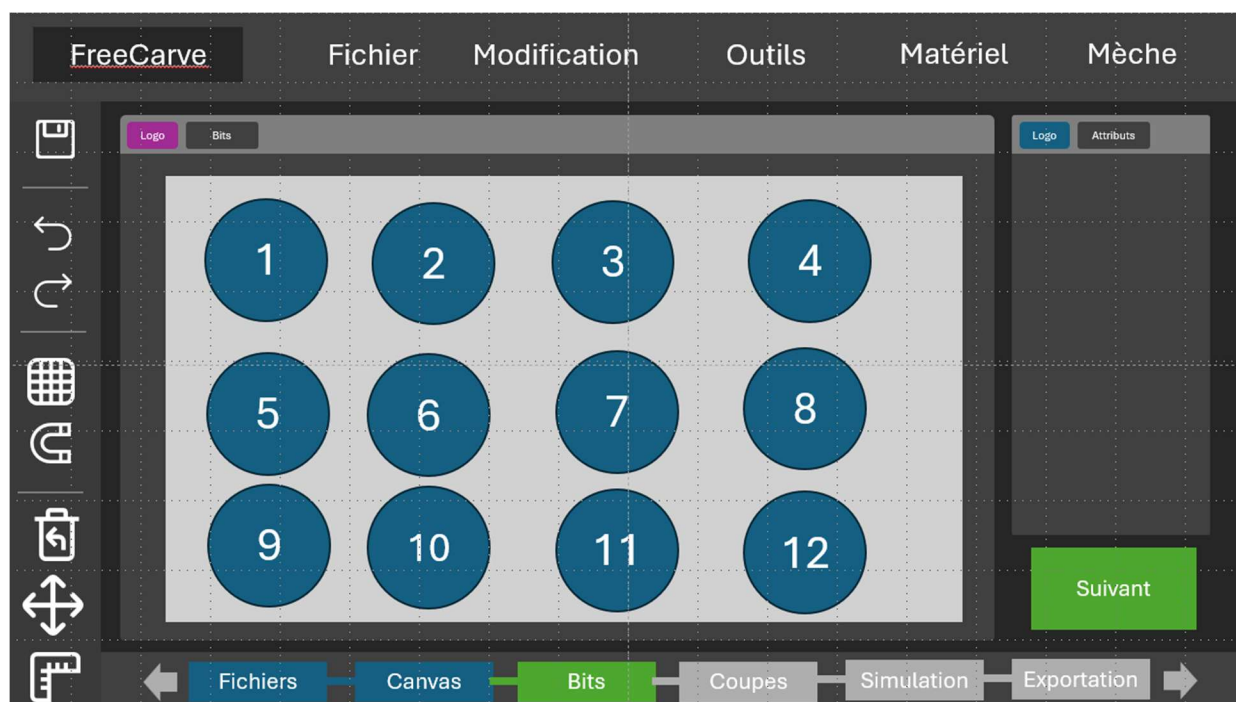 FreeCarve Fichier Modification Outils Matériel Mèche
Logo Bits
Logo Attributs
1 2 3 4
5 6 7 8
9 10 11 12
Suivant
Fichiers Canvas Bits Coupes Simulation Exportation